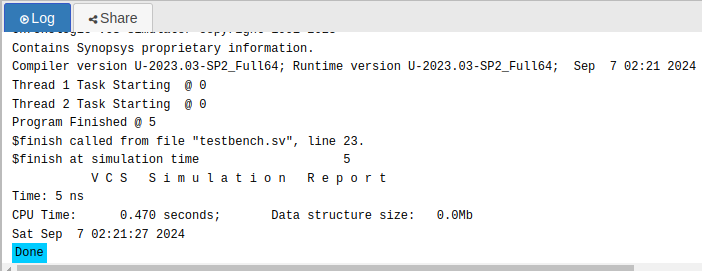 Log
Share
Contains Synopsys proprietary information.
Compiler version U-2023.03-SP2_Full64; Runtime version U-2023.03-SP2_Full64;  Sep  7 02:21 2024
Thread 1 Task Starting  @ 0
Thread 2 Task Starting  @ 0
Program Finished @ 5
$finish called from file "testbench.sv", line 23.
$finish at simulation time                    5
V C S   S i m u l a t i o n   R e p o r t
Time: 5 ns
CPU Time:      0.470 seconds;       Data structure size:   0.0Mb
Sat Sep  7 02:21:27 2024
Done